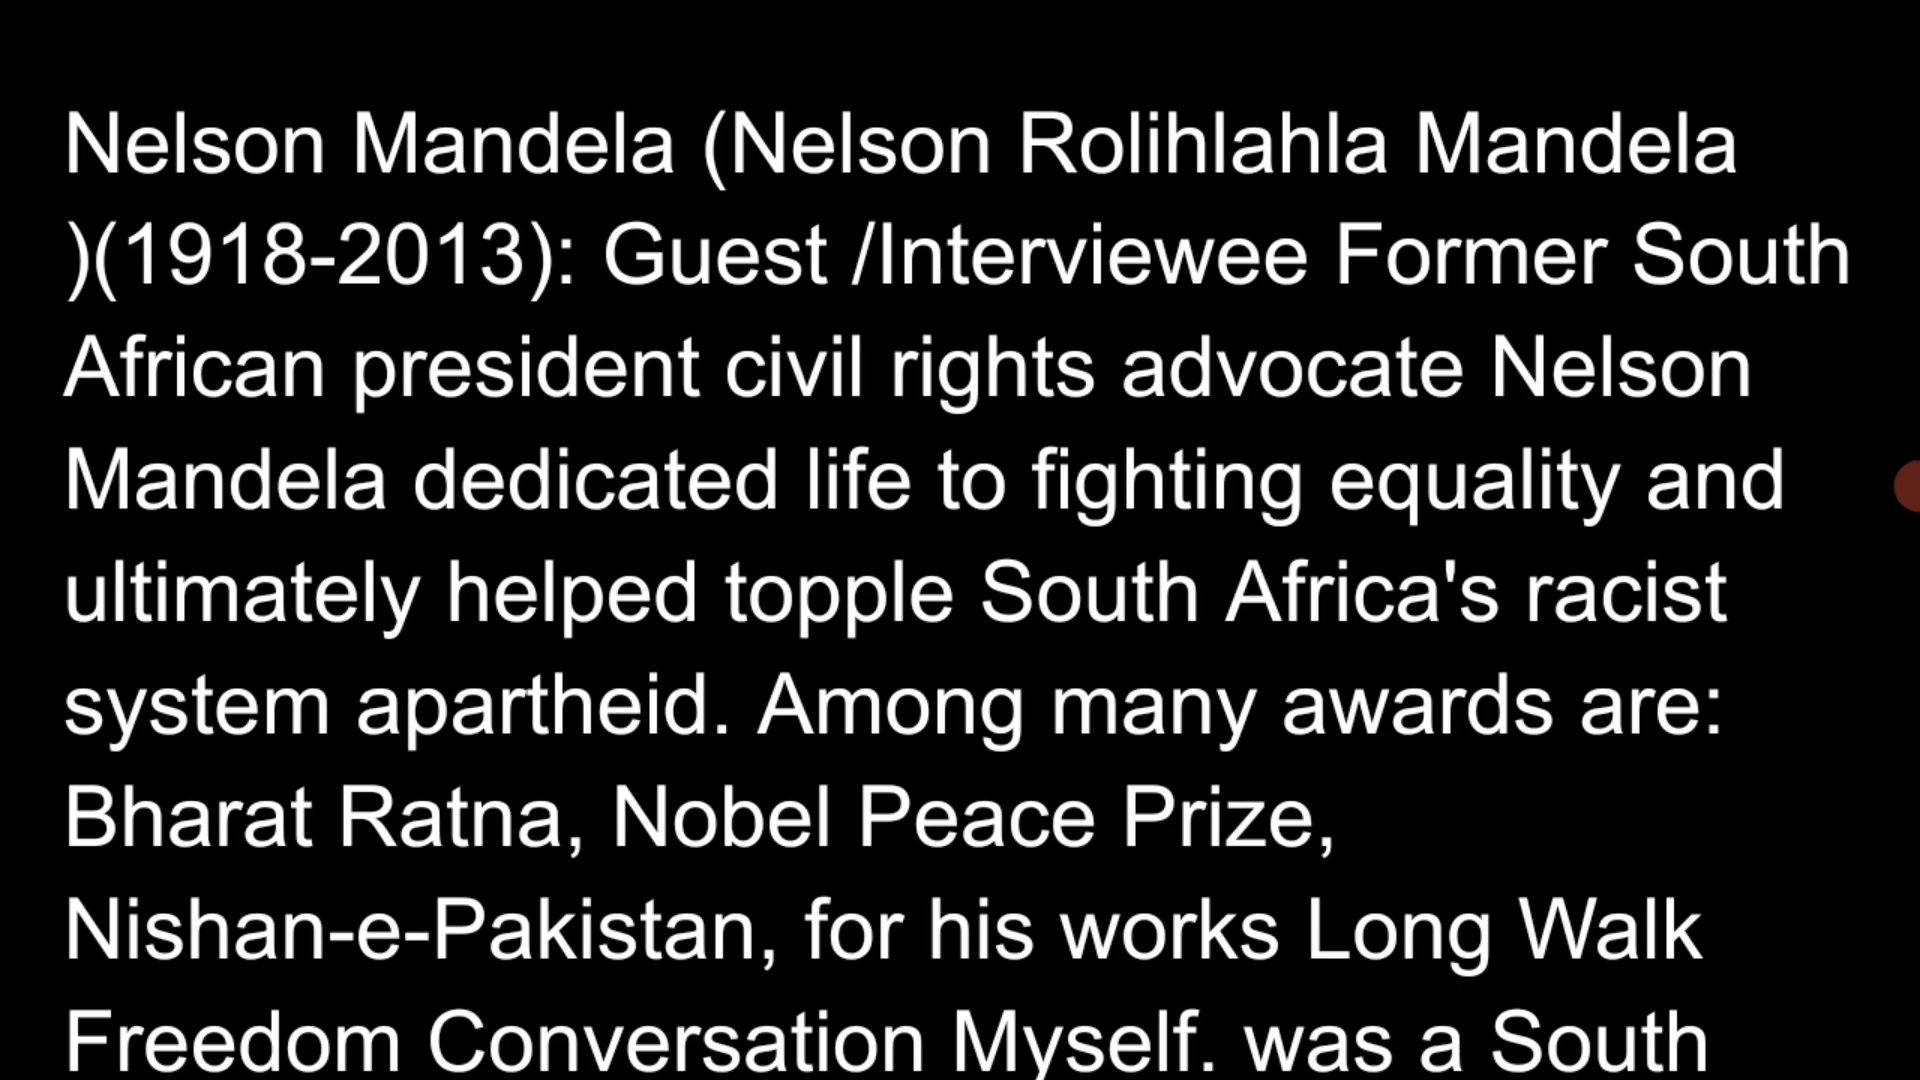 Nelson Mandela (Nelson Rolihlahla Mandela
)(1918-2013): Guest /Interviewee Former South
African president civil rights advocate Nelson
Mandela dedicated life to fighting equality and
ultimately helped topple South Africa's racist
system apartheid. Among many awards are:
Bharat Ratna, Nobel Peace Prize,
Nishan-e-Pakistan, for his works Long Walk
Freedom Conversation Myself. was a South